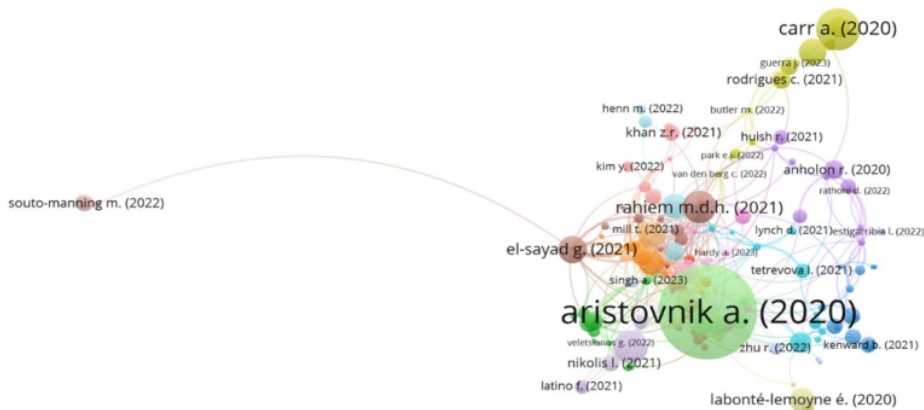 carr a. (2020)
guerra j. (2023)
rodrigues c. (2021)
henn m. (2022)
butler m. (2022)
khan z.r. (2021)
huish r. (2021)
park e.j. (2022)
kim y. (2022)
van den berg c. (2022)
anholon r. (2020)
rathore d. (2022)
souto-manning m. (2022)
rahiem m.d.h. (2021)
mill t. (2021)
lynch d. (2021)
estigarribia l. (2022)
el-sayad g. (2021)
hardy a. (2023)
tetrevova l. (2021)
singh a. (2023)
aristovnik a. (2020)
veletsianos g. (2022)
zhu r. (2022)
kenward b. (2021)
nikolis l. (2021)
latino f. (2021)
labonté-lemoyne é. (2020)